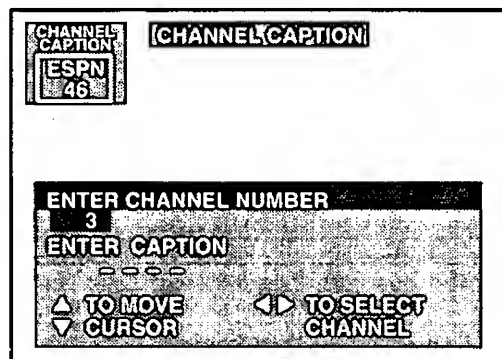 CHANNEL
CAPTION
ESPN
46
CHANNEL CAPTION
ENTER CHANNEL NUMBER
3
ENTER CAPTION
– – – –
△ TO MOVE
▽ CURSOR
◁ ▷ TO SELECT
CHANNEL